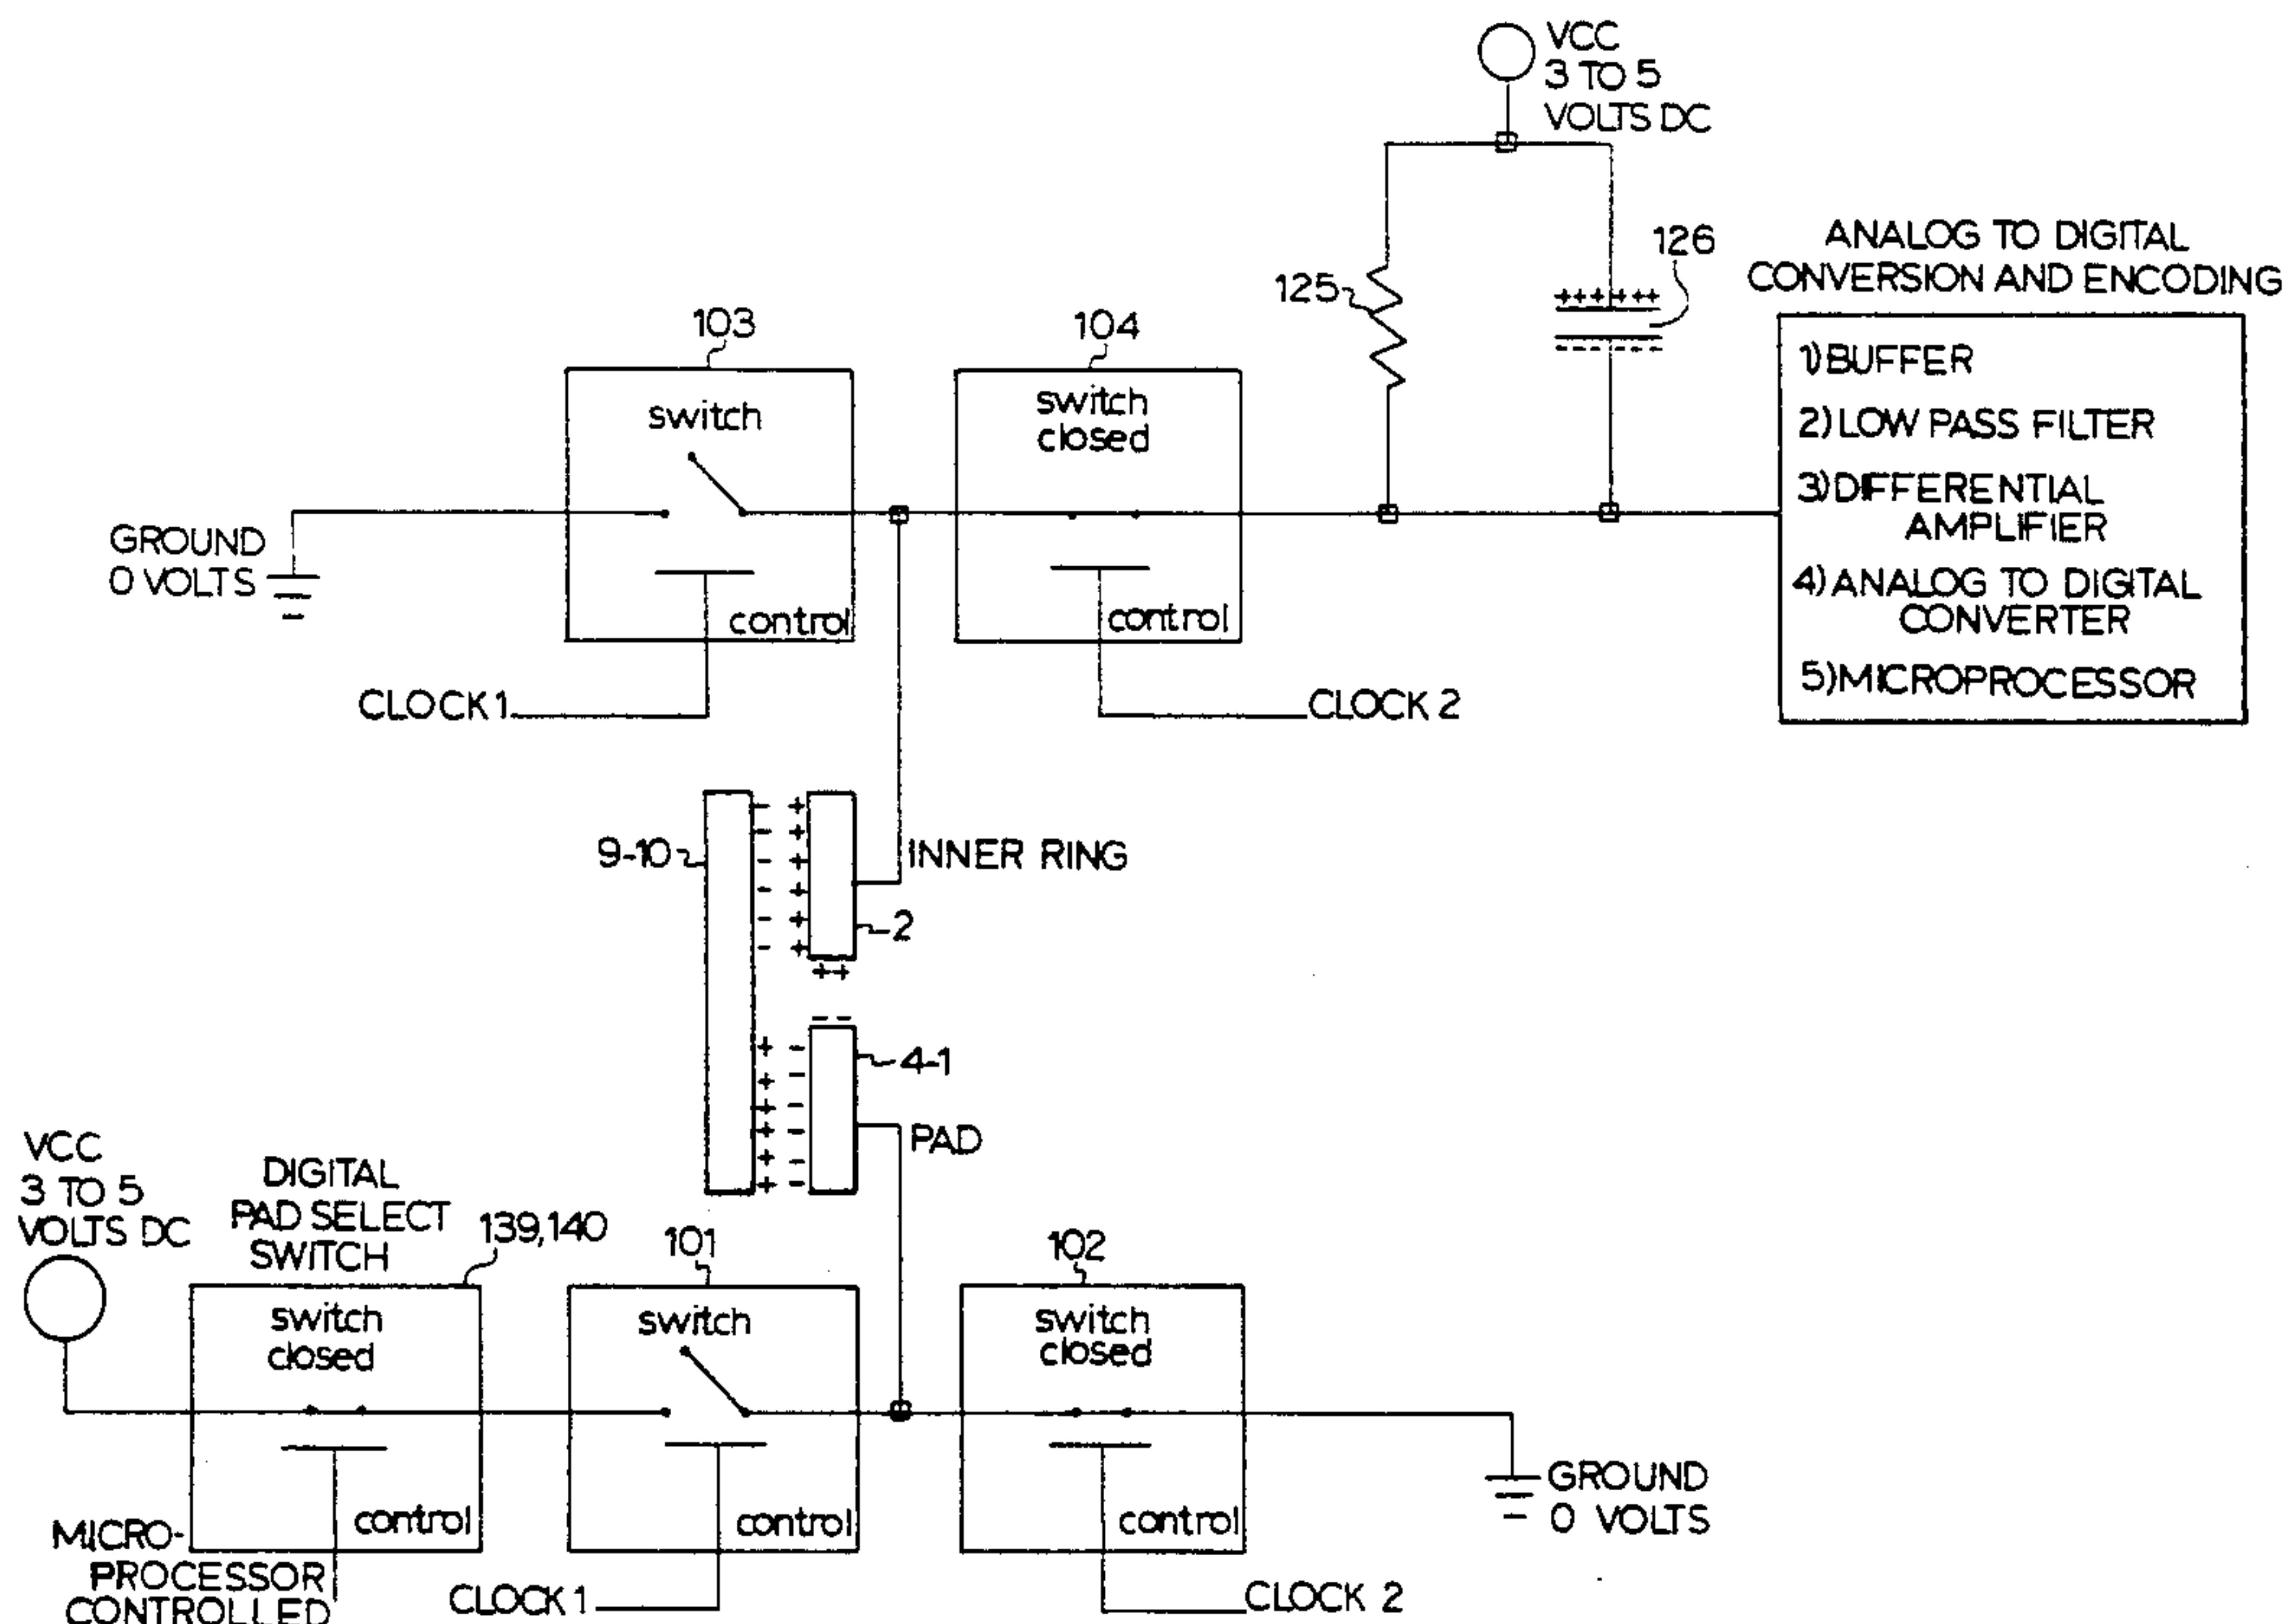 VCC
3 TO 5
VOLTS DC
126
125
ANALOG TO DIGITAL
CONVERSION AND ENCODING
1) BUFFER
2) LOW PASS FILTER
3) DIFFERENTIAL
AMPLIFIER
4) ANALOG TO DIGITAL
CONVERTER
5) MICROPROCESSOR
103
switch
control
104
switch
closed
control
GROUND
0 VOLTS
CLOCK 1
CLOCK 2
9-10
INNER RING
2
4-1
PAD
VCC
3 TO 5
VOLTS DC
DIGITAL
PAD SELECT
SWITCH
139,140
switch
closed
control
101
switch
control
102
switch
closed
control
GROUND
0 VOLTS
MICRO-
PROCESSOR
CONTROLLED
CLOCK 1
CLOCK 2